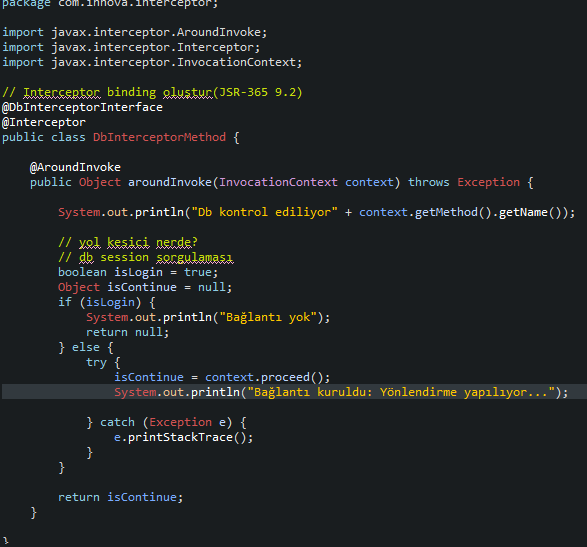 package com.innova.interceptor;
import javax.interceptor.AroundInvoke;
import javax.interceptor.Interceptor;
import javax.interceptor.InvocationContext;
// Interceptor binding oluştur(JSR-365 9.2)
@DbInterceptorInterface
@Interceptor
public class DbInterceptorMethod {
@AroundInvoke
public Object aroundInvoke(InvocationContext context) throws Exception {
System.out.println("Db kontrol ediliyor" + context.getMethod().getName());
// yol kesici nerde?
// db session sorgulaması
boolean isLogin = true;
Object isContinue = null;
if (isLogin) {
System.out.println("Bağlantı yok");
return null;
} else {
try {
isContinue = context.proceed();
System.out.println("Bağlantı kuruldu: Yönlendirme yapılıyor...");
} catch (Exception e) {
e.printStackTrace();
}
}
return isContinue;
}
}